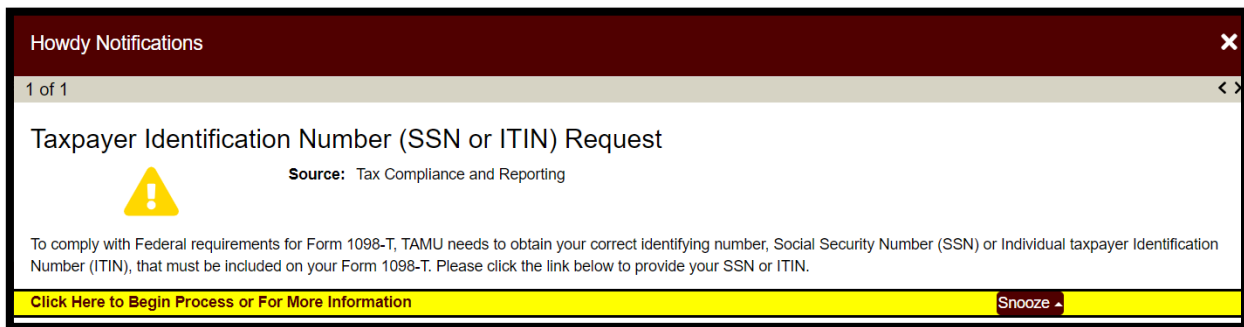 Howdy Notifications
1 of 1
Taxpayer Identification Number (SSN or ITIN) Request
Source: Tax Compliance and Reporting
To comply with Federal requirements for Form 1098-T, TAMU needs to obtain your correct identifying number, Social Security Number (SSN) or Individual taxpayer Identification
Number (ITIN), that must be included on your Form 1098-T. Please click the link below to provide your SSN or ITIN.
Click Here to Begin Process or For More Information Snooze